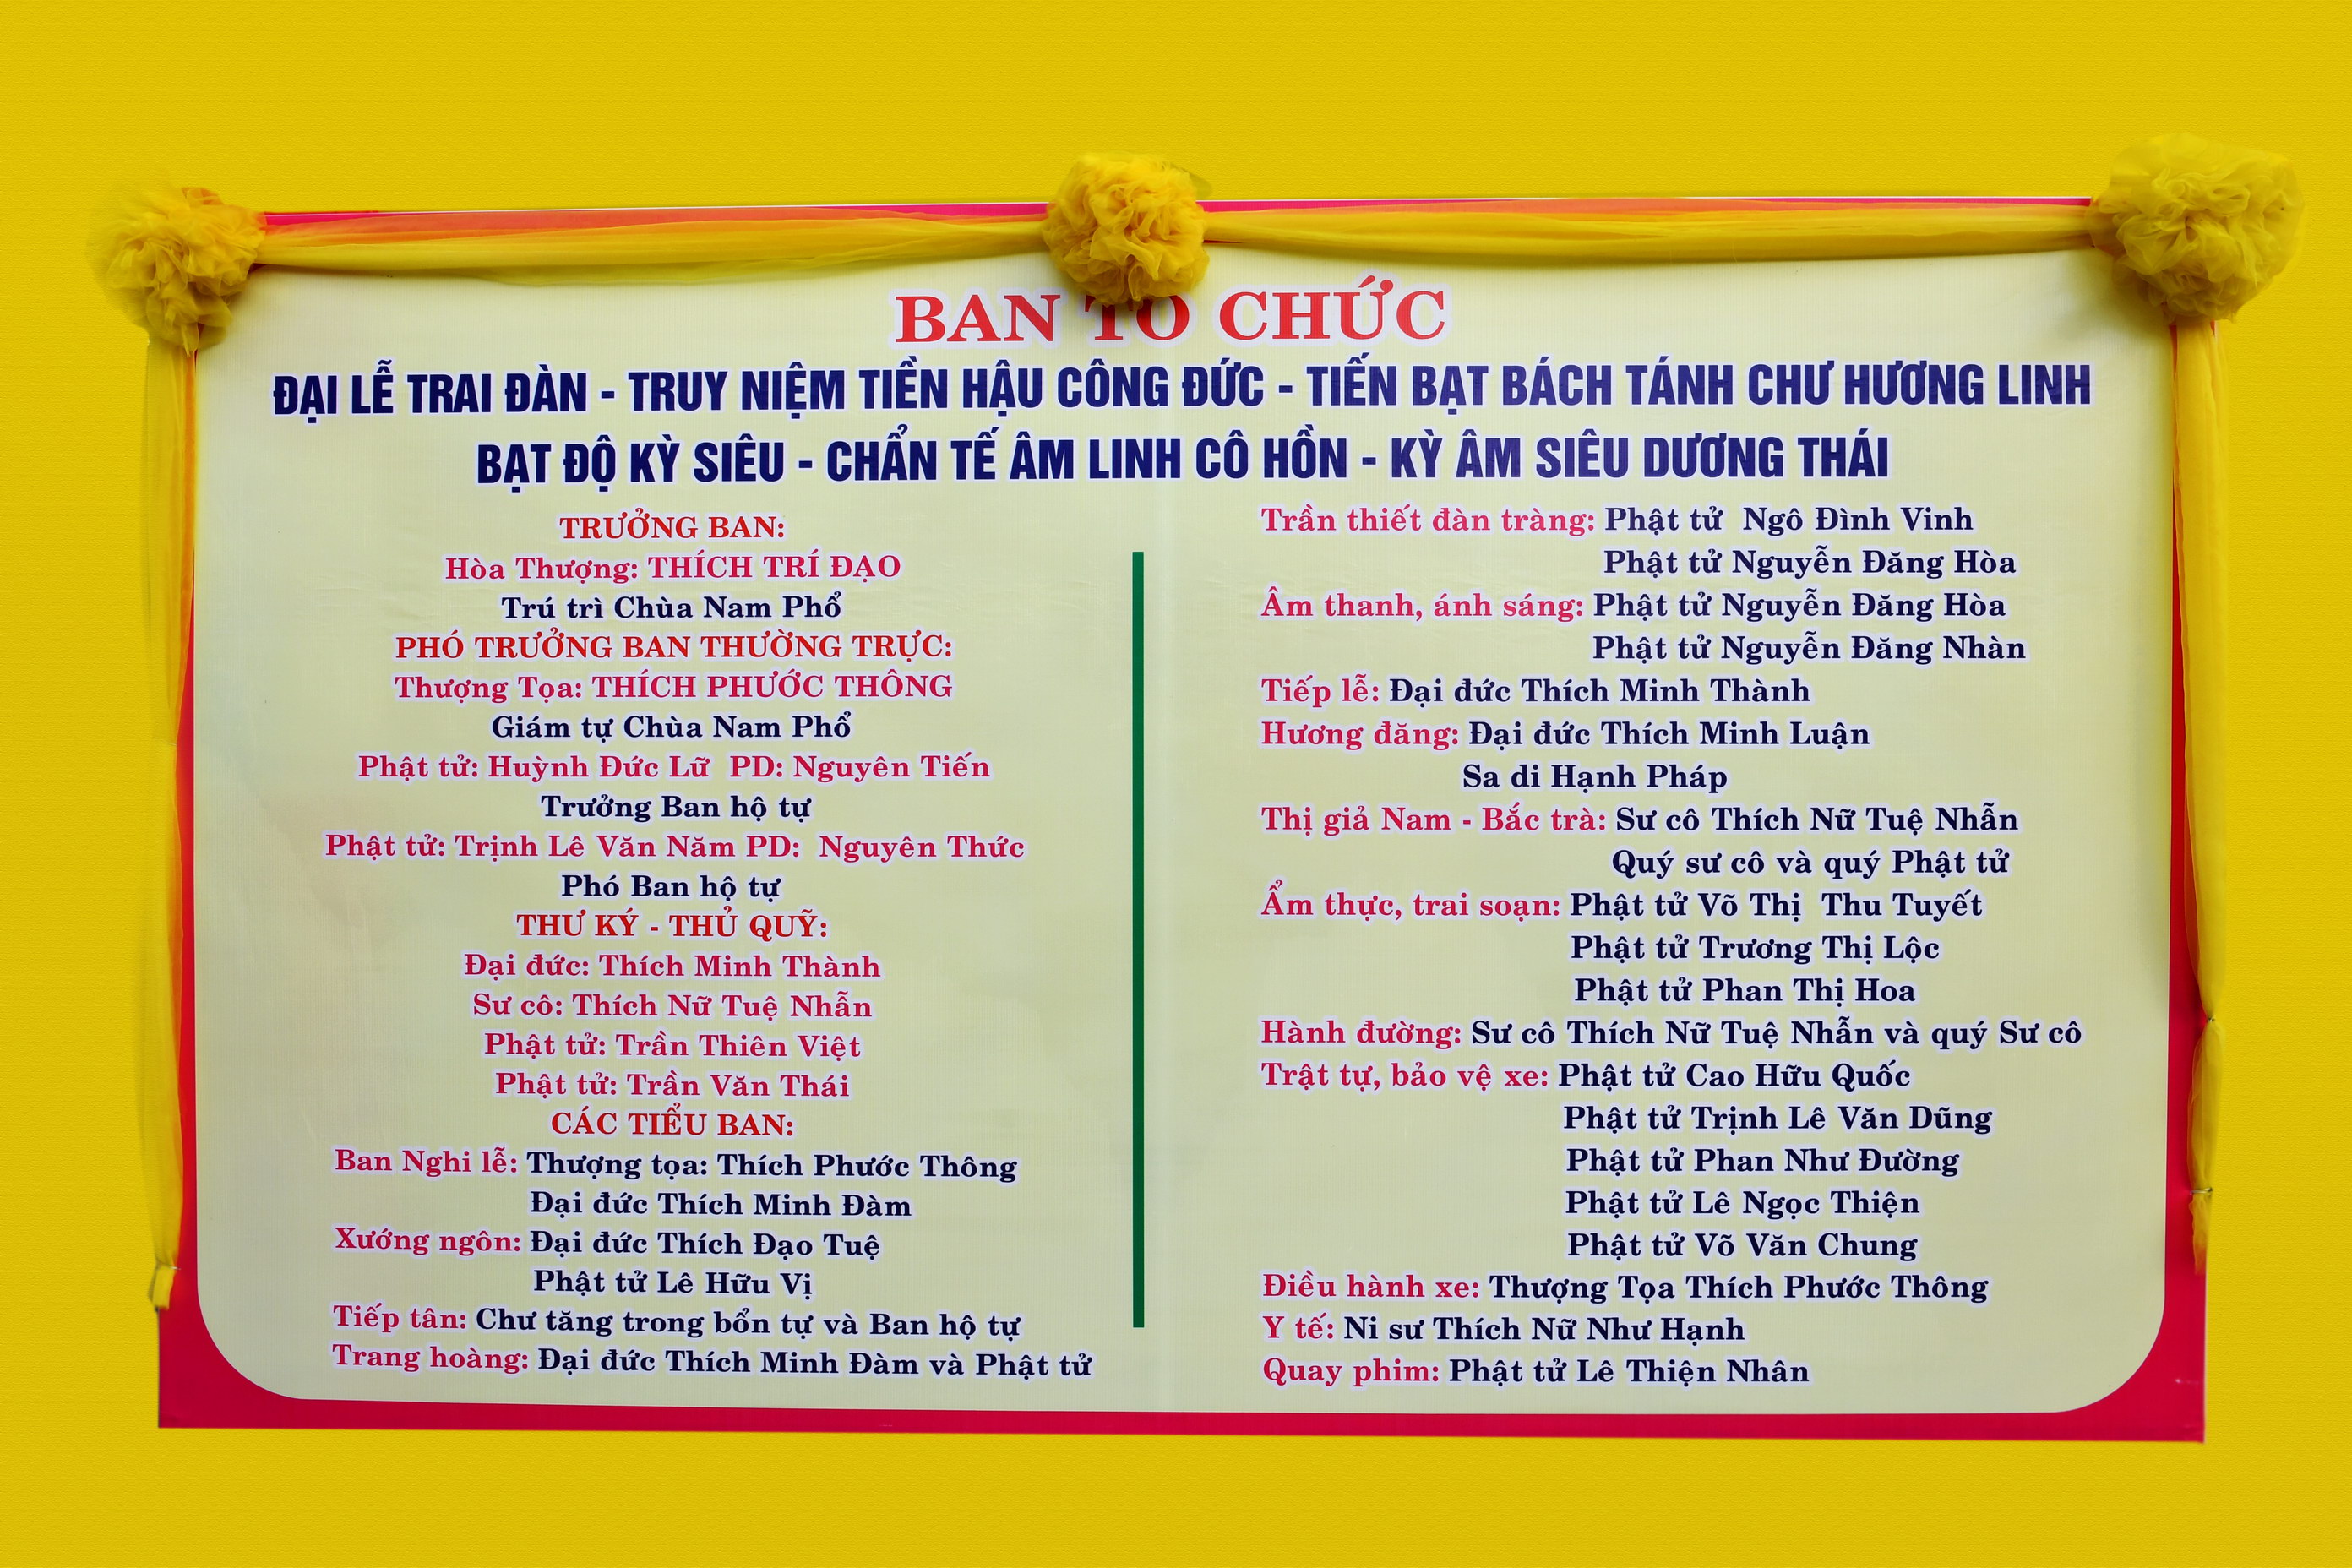 BAN TỔ CHỨC
ĐẠI LỄ TRAI ĐÀN - TRUY NIỆM TIỀN HẬU CÔNG ĐỨC - TIẾN BẠT BÁCH TÁNH CHƯ HƯƠNG LINH
BẠT ĐỘ KỲ SIÊU - CHẨN TẾ ÂM LINH CÔ HỒN - KỲ ÂM SIÊU DƯƠNG THÁI
TRƯỞNG BAN:
Hòa Thượng: THÍCH TRÍ ĐẠO
Trú trì Chùa Nam Phổ
PHÓ TRƯỞNG BAN THƯỜNG TRỰC:
Thượng Tọa: THÍCH PHƯỚC THÔNG
Giám tự Chùa Nam Phổ
Phật tử: Huỳnh Đức Lữ PD: Nguyên Tiến
Trưởng Ban hộ tự
Phật tử: Trịnh Lê Văn Năm PD: Nguyên Thức
Phó Ban hộ tự
THƯ KÝ - THỦ QUỸ:
Đại đức: Thích Minh Thành
Sư cô: Thích Nữ Tuệ Nhẫn
Phật tử: Trần Thiên Việt
Phật tử: Trần Văn Thái
CÁC TIỂU BAN:
Ban Nghi lễ: Thượng tọa: Thích Phước Thông
Đại đức Thích Minh Đàm
Xướng ngôn: Đại đức Thích Đạo Tuệ
Phật tử Lê Hữu Vị
Tiếp tân: Chư tăng trong bổn tự và Ban hộ tự
Trang hoàng: Đại đức Thích Minh Đàm và Phật tử
Trần thiết đàn tràng: Phật tử Ngô Đình Vinh
Phật tử Nguyễn Đăng Hòa
Âm thanh, ánh sáng: Phật tử Nguyễn Đăng Hòa
Phật tử Nguyễn Đăng Nhàn
Tiếp lễ: Đại đức Thích Minh Thành
Hương đăng: Đại đức Thích Minh Luận
Sa di Hạnh Pháp
Thị giả Nam - Bắc trà: Sư cô Thích Nữ Tuệ Nhẫn
Quý sư cô và quý Phật tử
Ẩm thực, trai soạn: Phật tử Võ Thị Thu Tuyết
Phật tử Trương Thị Lộc
Phật tử Phan Thị Hoa
Hành đường: Sư cô Thích Nữ Tuệ Nhẫn và quý Sư cô
Trật tự, bảo vệ xe: Phật tử Cao Hữu Quốc
Phật tử Trịnh Lê Văn Dũng
Phật tử Phan Như Đường
Phật tử Lê Ngọc Thiện
Phật tử Võ Văn Chung
Điều hành xe: Thượng Tọa Thích Phước Thông
Y tế: Ni sư Thích Nữ Như Hạnh
Quay phim: Phật tử Lê Thiện Nhân